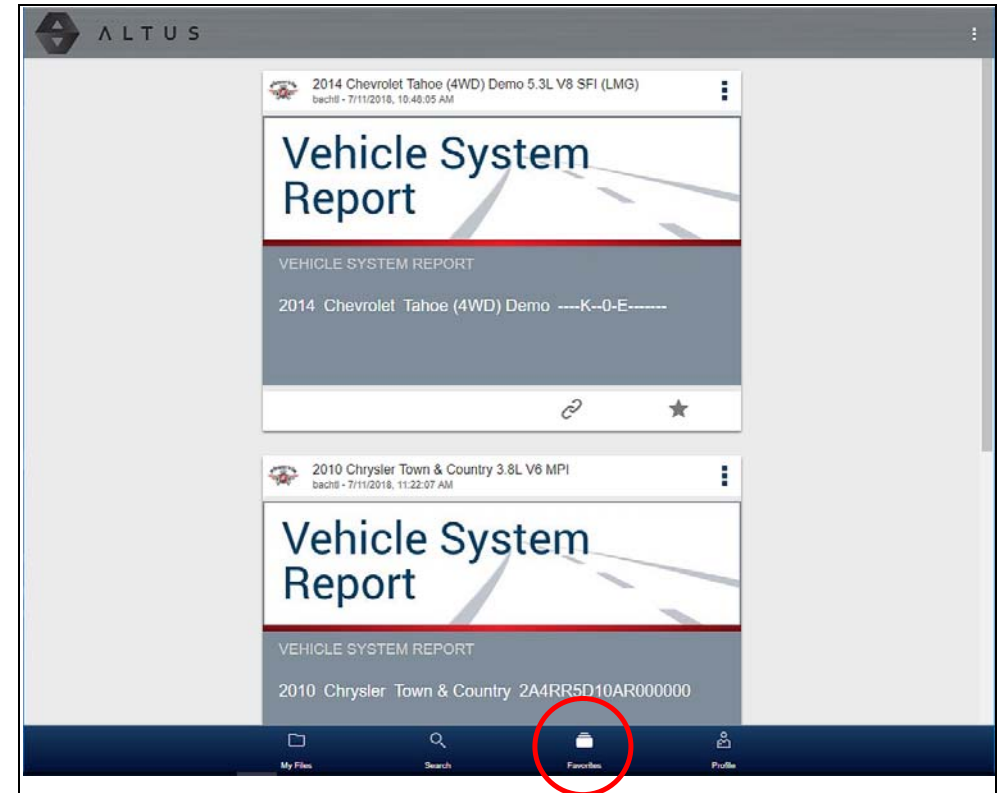 ALTUS
2014 Chevrolet Tahoe (4WD) Demo 5.3L V8 SFI (LMG)
bachtl - 7/11/2018, 10:48:05 AM
Vehicle System
Report
VEHICLE SYSTEM REPORT
2014 Chevrolet Tahoe (4WD) Demo ----K--0-E-------
2010 Chrysler Town & Country 3.8L V6 MPI
bachtl - 7/11/2018, 11:22:07 AM
Vehicle System
Report
VEHICLE SYSTEM REPORT
2010 Chrysler Town & Country 2A4RR5D10AR000000
My Files Search Favorites Profile